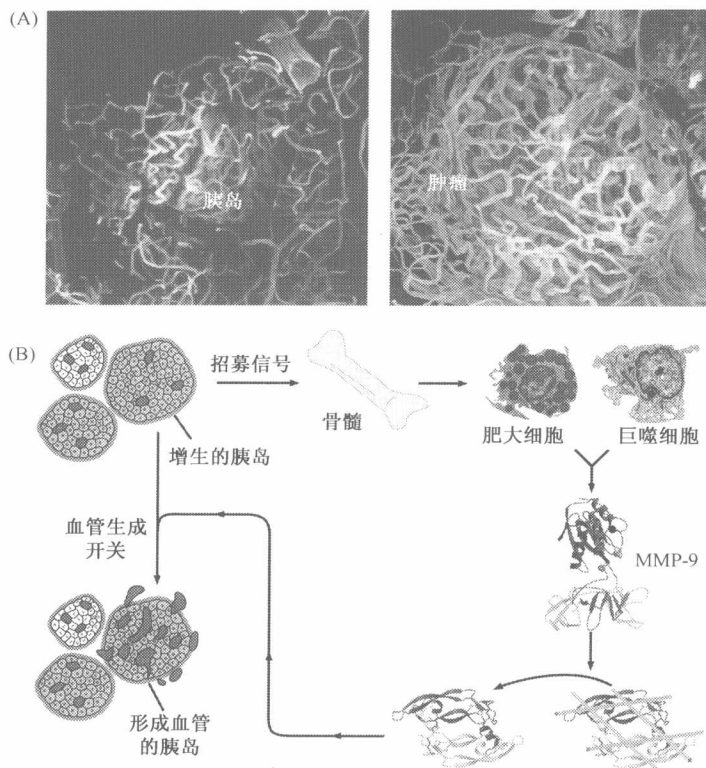 (A)
胰岛
肿瘤
(B)
招募信号
骨髓
肥大细胞
巨噬细胞
增生的胰岛
血管生成
开关
MMP-9
形成血管
的胰岛